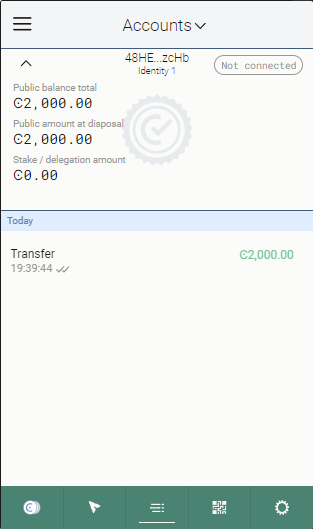 Accounts
48HE...zcHb
Identity 1
Not connected
Public balance total
Ͼ2,000.00
Public amount at disposal
Ͼ2,000.00
Stake / delegation amount
Ͼ0.00
Today
Transfer
Ͼ2,000.00
19:39:44